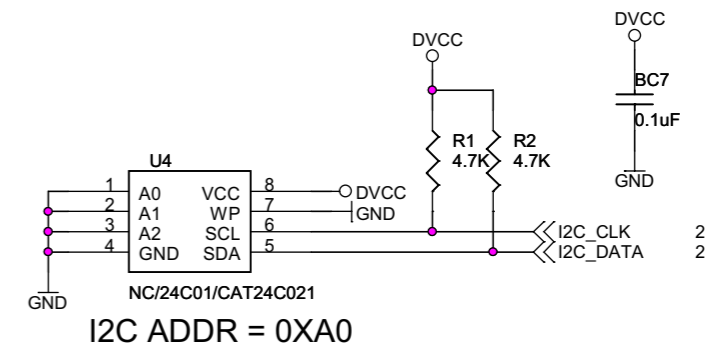 DVCC
DVCC
BC7
0.1uF
GND
R1
4.7K
R2
4.7K
U4
1 A0 VCC 8 DVCC
2 A1 WP 7 GND
3 A2 SCL 6 I2C_CLK 2
4 GND SDA 5 I2C_DATA 2
GND
NC/24C01/CAT24C021
I2C ADDR = 0XA0